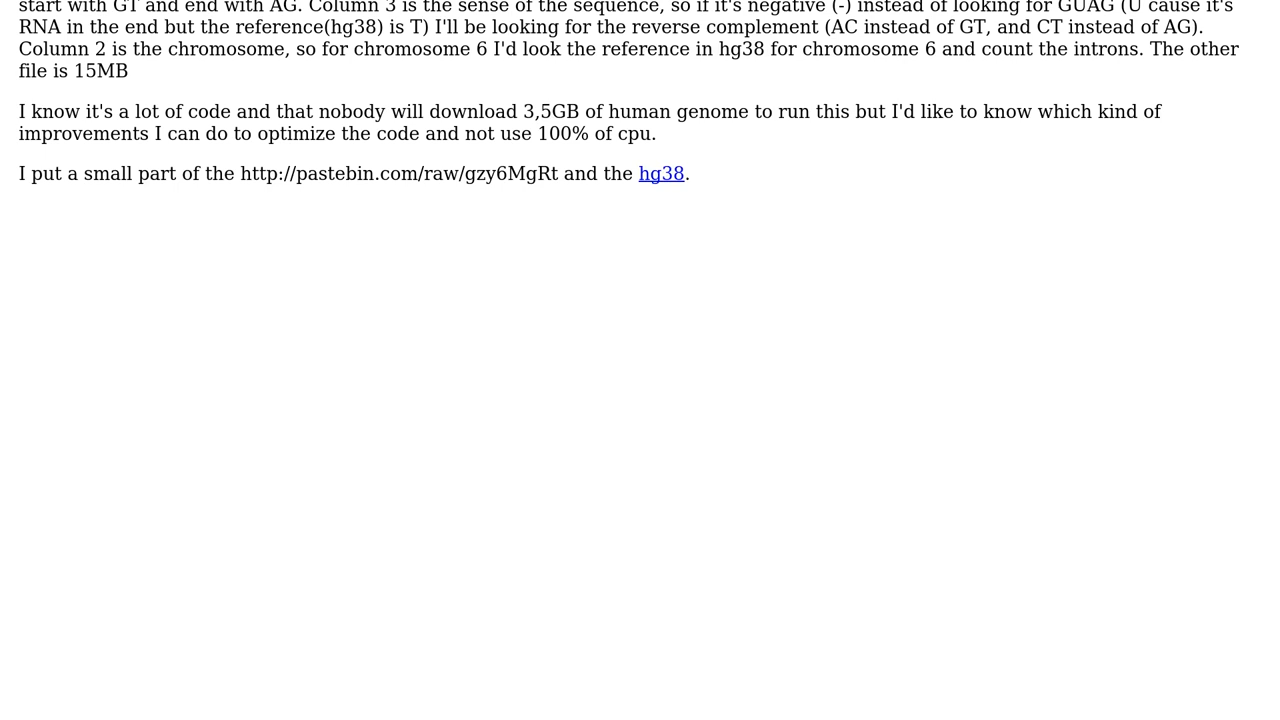 start with GT and end with AG. Column 3 is the sense of the sequence, so if it's negative (-) instead of looking for GUAG (U cause it's
RNA in the end but the reference(hg38) is T) I'll be looking for the reverse complement (AC instead of GT, and CT instead of AG).
Column 2 is the chromosome, so for chromosome 6 I'd look the reference in hg38 for chromosome 6 and count the introns. The other
file is 15MB
I know it's a lot of code and that nobody will download 3,5GB of human genome to run this but I'd like to know which kind of
improvements I can do to optimize the code and not use 100% of cpu.
I put a small part of the http://pastebin.com/raw/gzy6MgRt and the hg38.